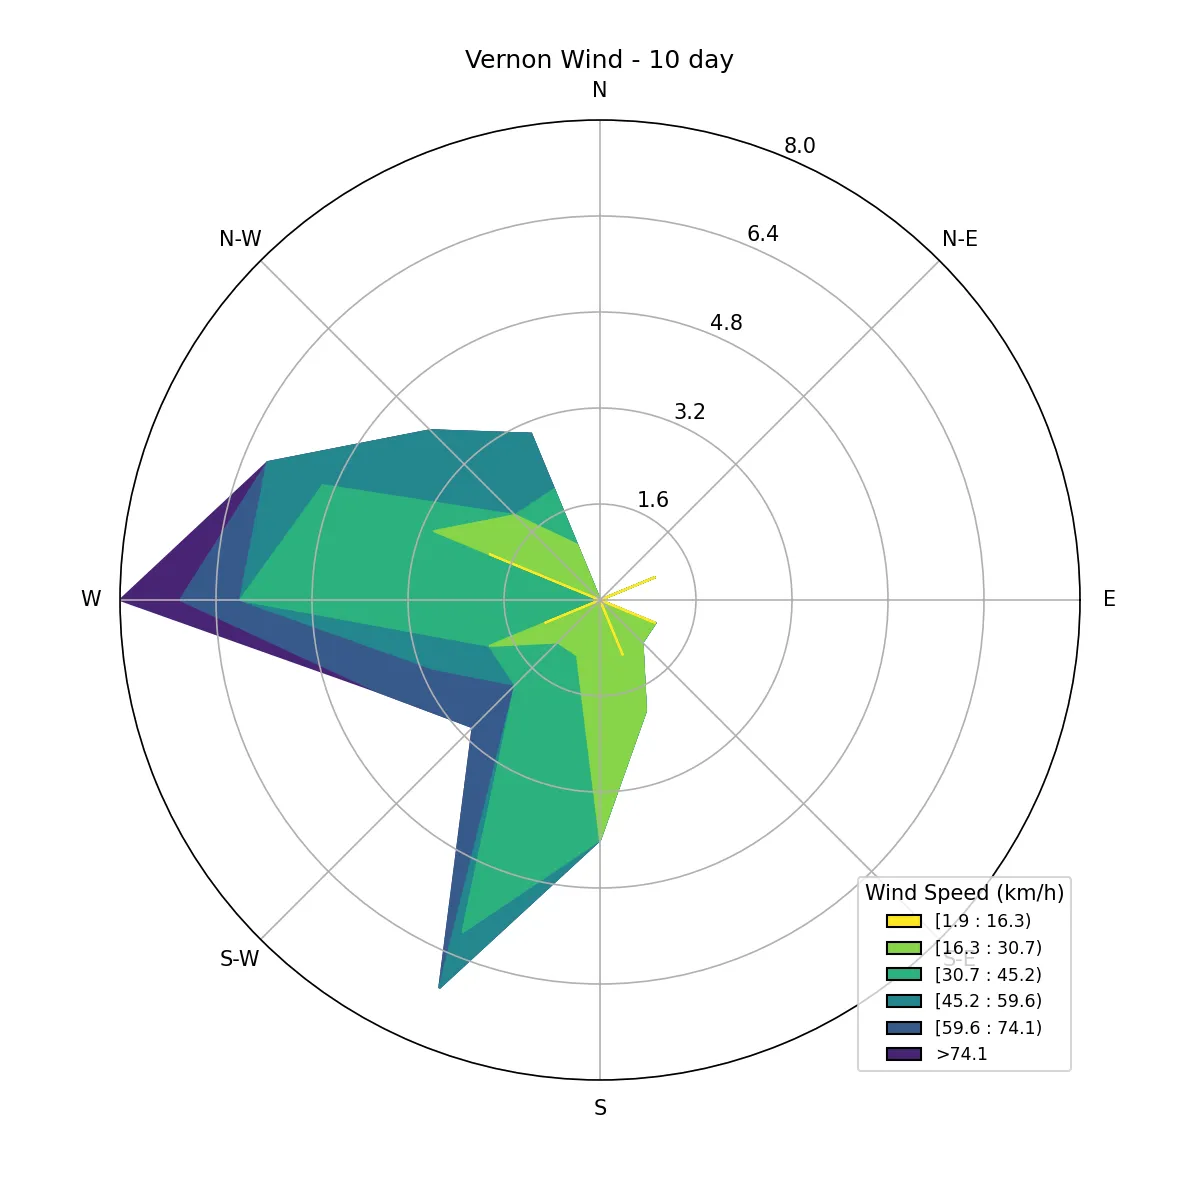 Vernon Wind - 10 day
N
8.0
N-W
6.4
N-E
4.8
3.2
1.6
W
E
Wind Speed (km/h)
[1.9 : 16.3)
[16.3 : 30.7)
S-W
S-E
[30.7 : 45.2)
[45.2 : 59.6)
[59.6 : 74.1)
>74.1
S